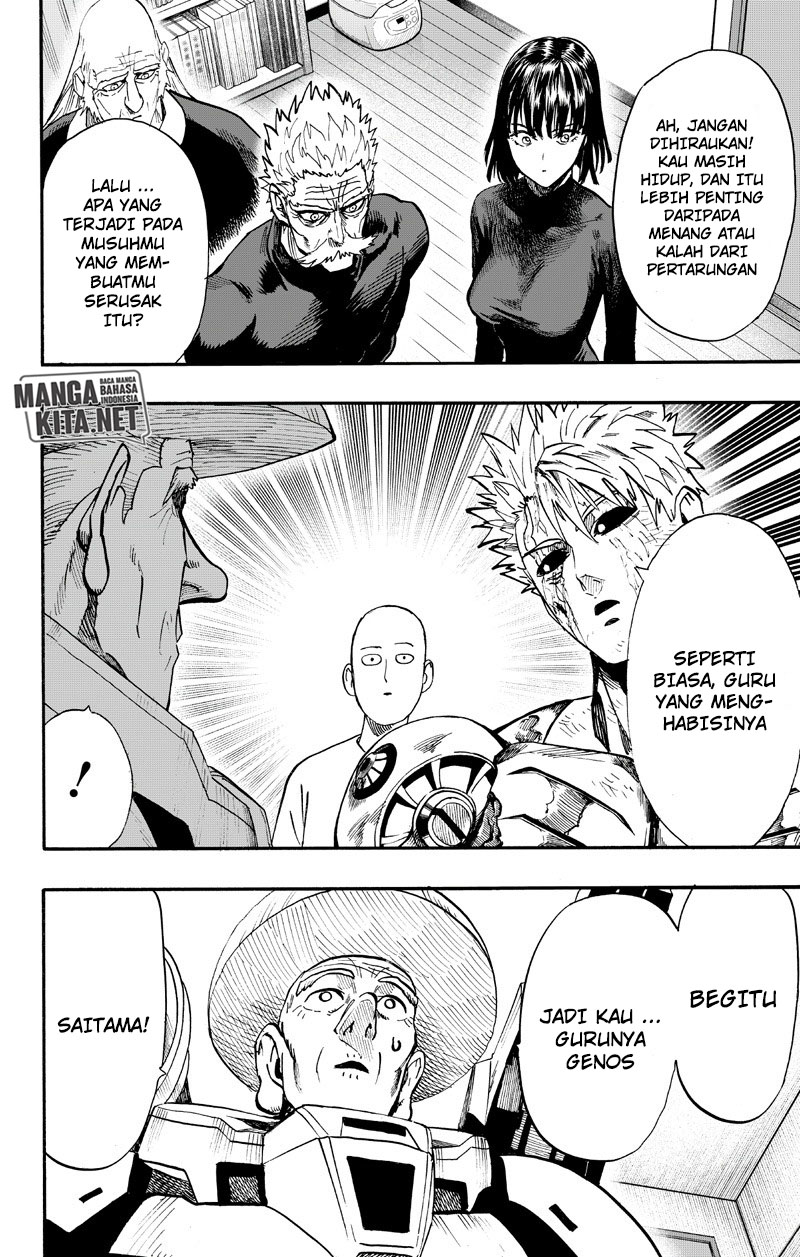 AH, JANGAN
DIHIRAUKAN!
KAU MASIH
HIDUP, DAN ITU
LEBIH PENTING
DARIPADA
MENANG ATAU
KALAH DARI
PERTARUNGAN
LALU ...
APA YANG
TERJADI PADA
MUSUHMU
YANG MEM-
BUATMU
SERUSAK
ITU?
MANGA
KITA.NET
BACA MANGA
BAHASA
INDONESIA
SEPERTI
BIASA, GURU
YANG MENG-
HABISINYA
!
BEGITU
JADI KAU ...
GURUNYA
GENOS
SAITAMA!